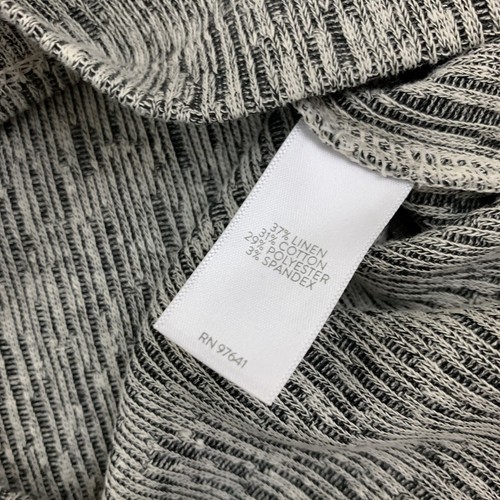 37% LINEN
31% COTTON
29% POLYESTER
3% SPANDEX
RN 97641